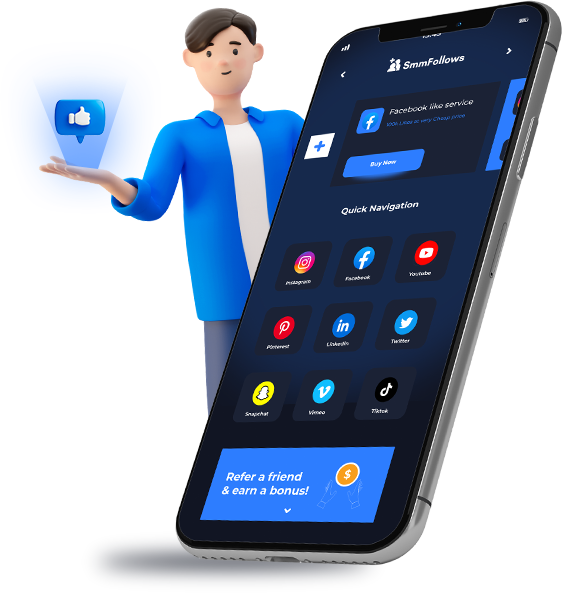 SmmFollows
Facebook like service
Buy Now
Quick Navigation
Instagram
Facebook
Youtube
Pinterest
LinkedIn
Twitter
Snapchat
Vimeo
Tiktok
Refer a friend
& earn a bonus!